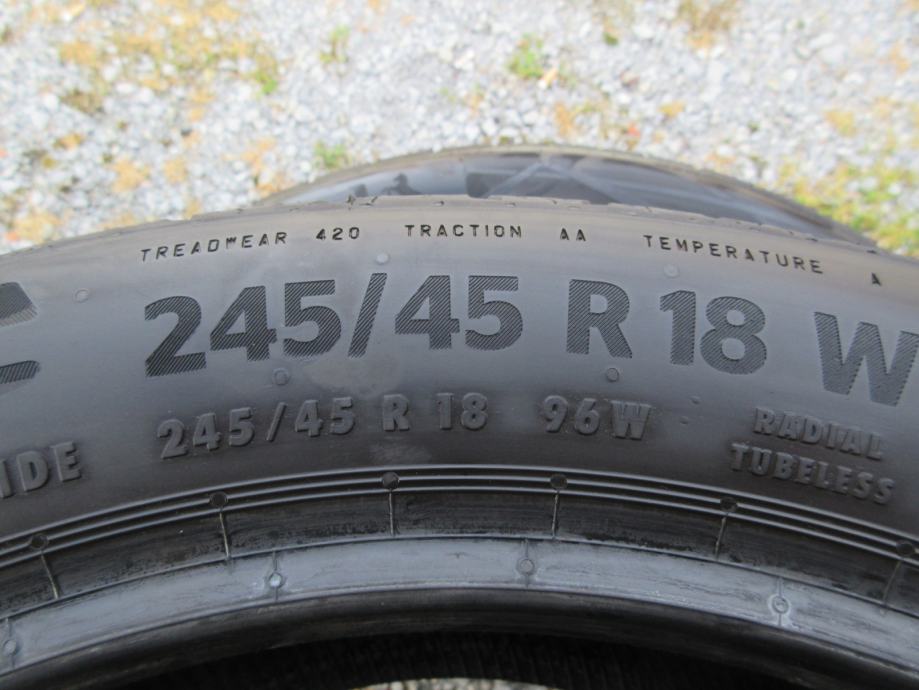 TREADWEAR 420 TRACTION AA TEMPERATURE A
245/45 R 18 W
245/45 R 18 96W
RADIAL
TUBELESS